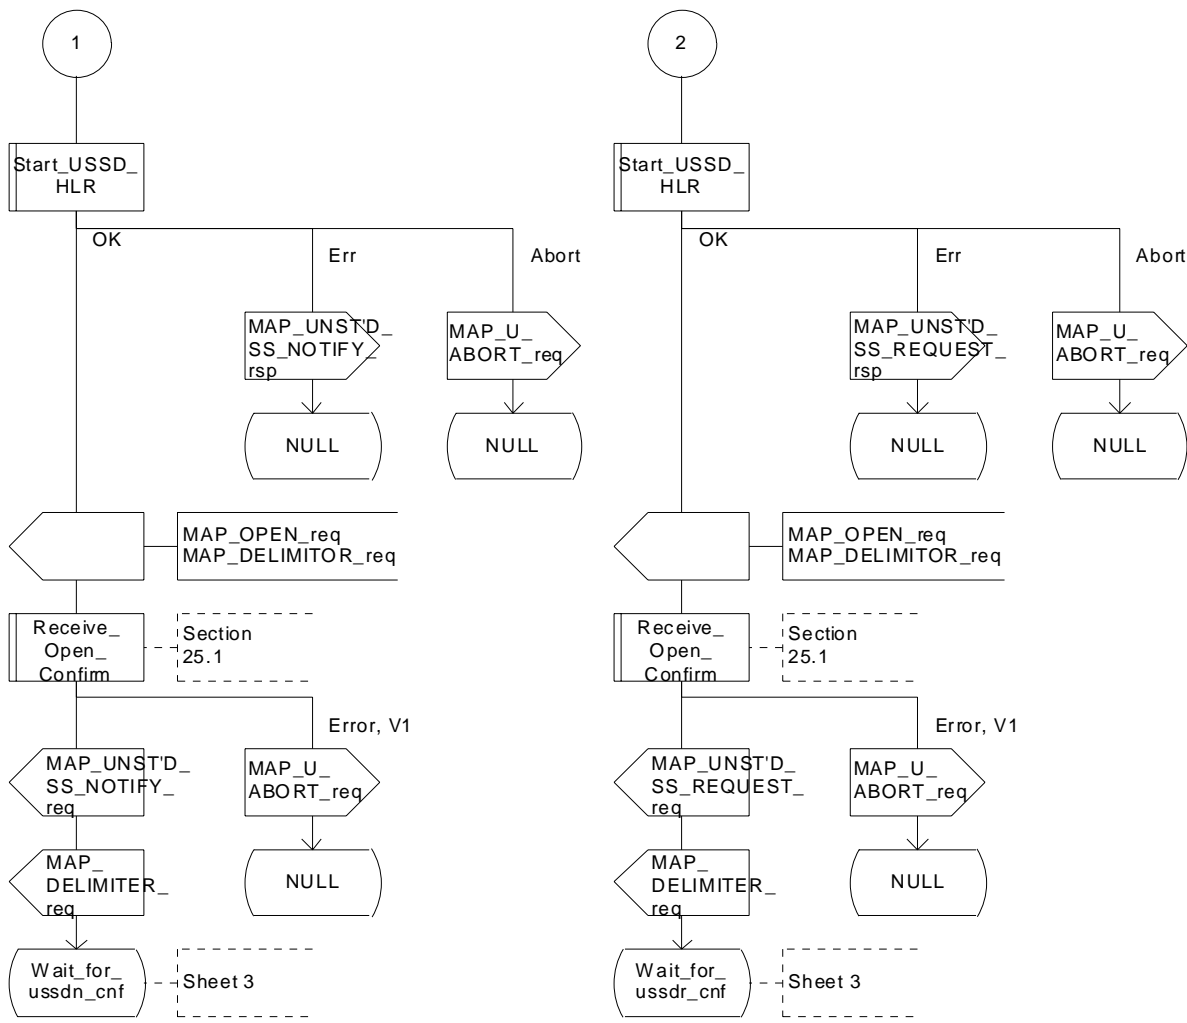 1
Start_USSD_
HLR
OK
Err
Abort
MAP_UNST'D_
SS_NOTIFY_
rsp
MAP_U_
ABORT_req
NULL
NULL
MAP_OPEN_req
MAP_DELIMITOR_req
Receive_
Open_
Confirm
Section
25.1
Error, V1
MAP_UNST'D_
SS_NOTIFY_
req
MAP_U_
ABORT_req
MAP_
DELIMITER_
req
NULL
Wait_for_
ussdn_cnf
Sheet 3
2
Start_USSD_
HLR
OK
Err
Abort
MAP_UNST'D_
SS_REQUEST_
rsp
MAP_U_
ABORT_req
NULL
NULL
MAP_OPEN_req
MAP_DELIMITOR_req
Receive_
Open_
Confirm
Section
25.1
Error, V1
MAP_UNST'D_
SS_REQUEST_
req
MAP_U_
ABORT_req
MAP_
DELIMITER_
req
NULL
Wait_for_
ussdr_cnf
Sheet 3